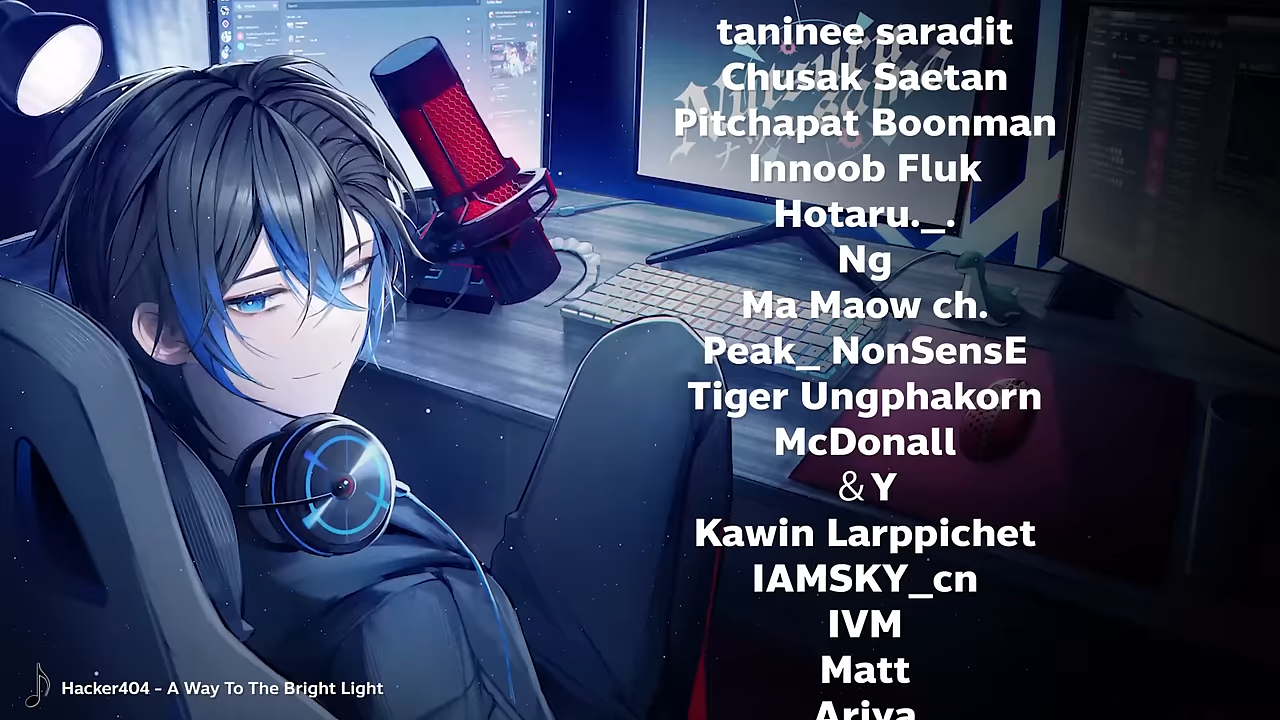 taninee saradit
Chusak Saetan
Pitchapat Boonman
Innoob Fluk
Hotaru._.
Ng
Ma Maow ch.
Peak_ NonSensE
Tiger Ungphakorn
McDonall
& Y
Kawin Larppichet
IAMSKY_cn
IVM
Matt
Ariya
Hacker404 - A Way To The Bright Light